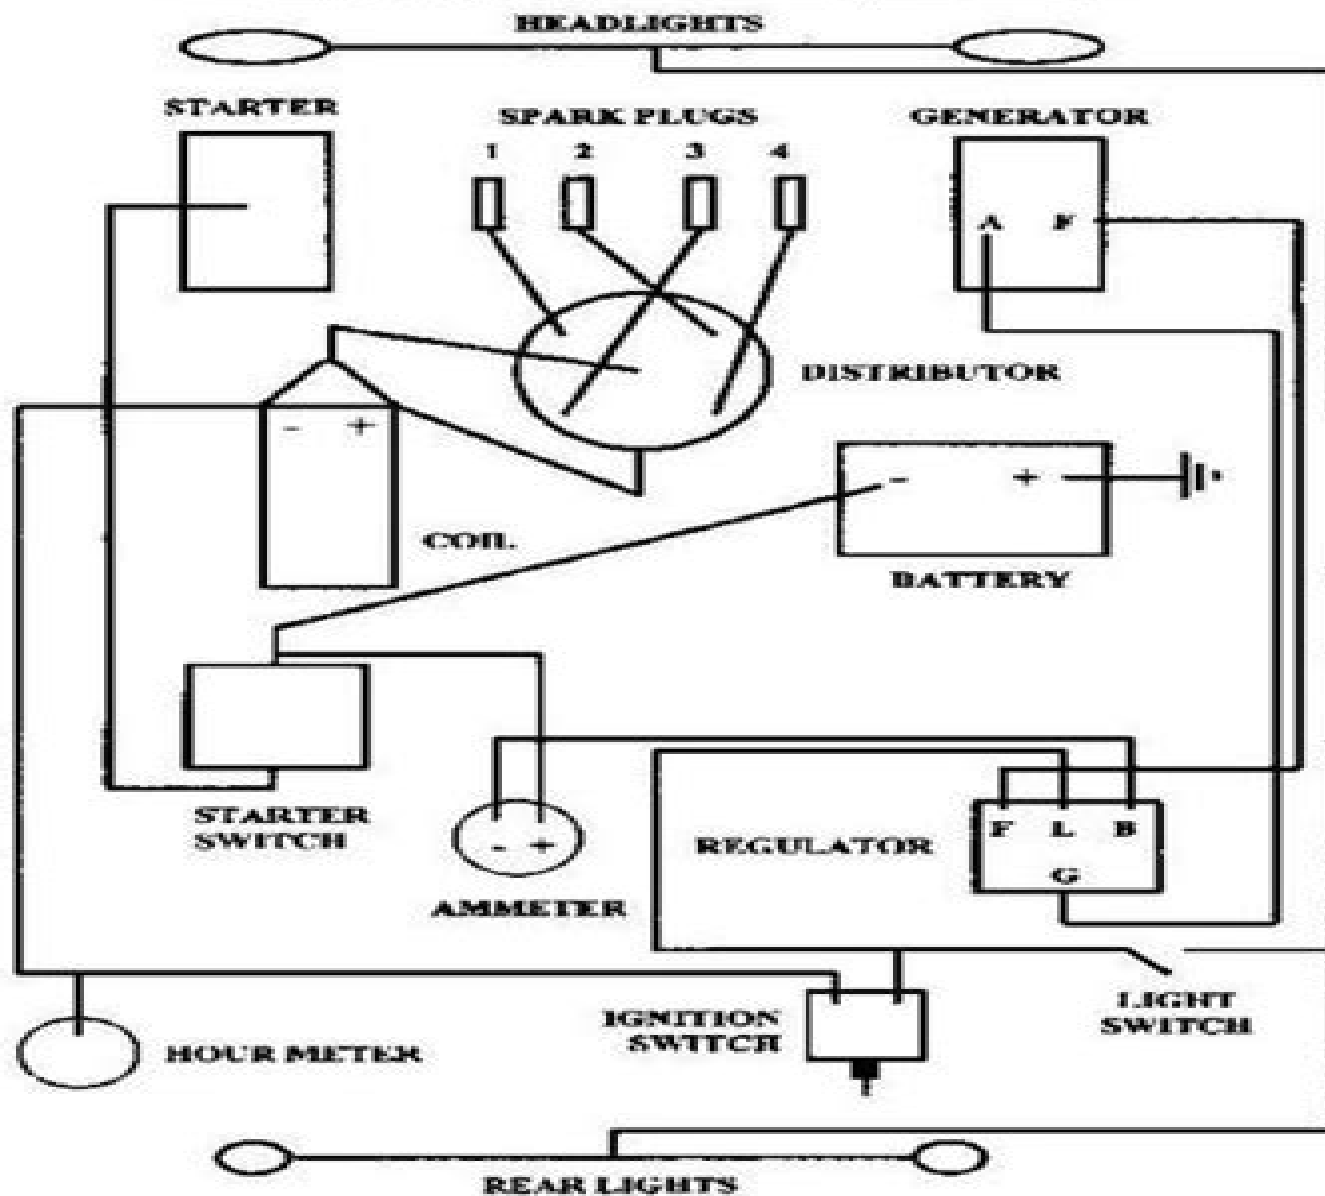 HEADLIGHTS
STARTER
SPARK PLUGS
GENERATOR
1 2 3 4
A F
DISTRIBUTOR
- +
- +
COIL
BATTERY
STARTER
SWITCH
- +
AMMETER
REGULATOR
F L B
G
LIGHT
SWITCH
IGNITION
SWITCH
HOUR METER
REAR LIGHTS